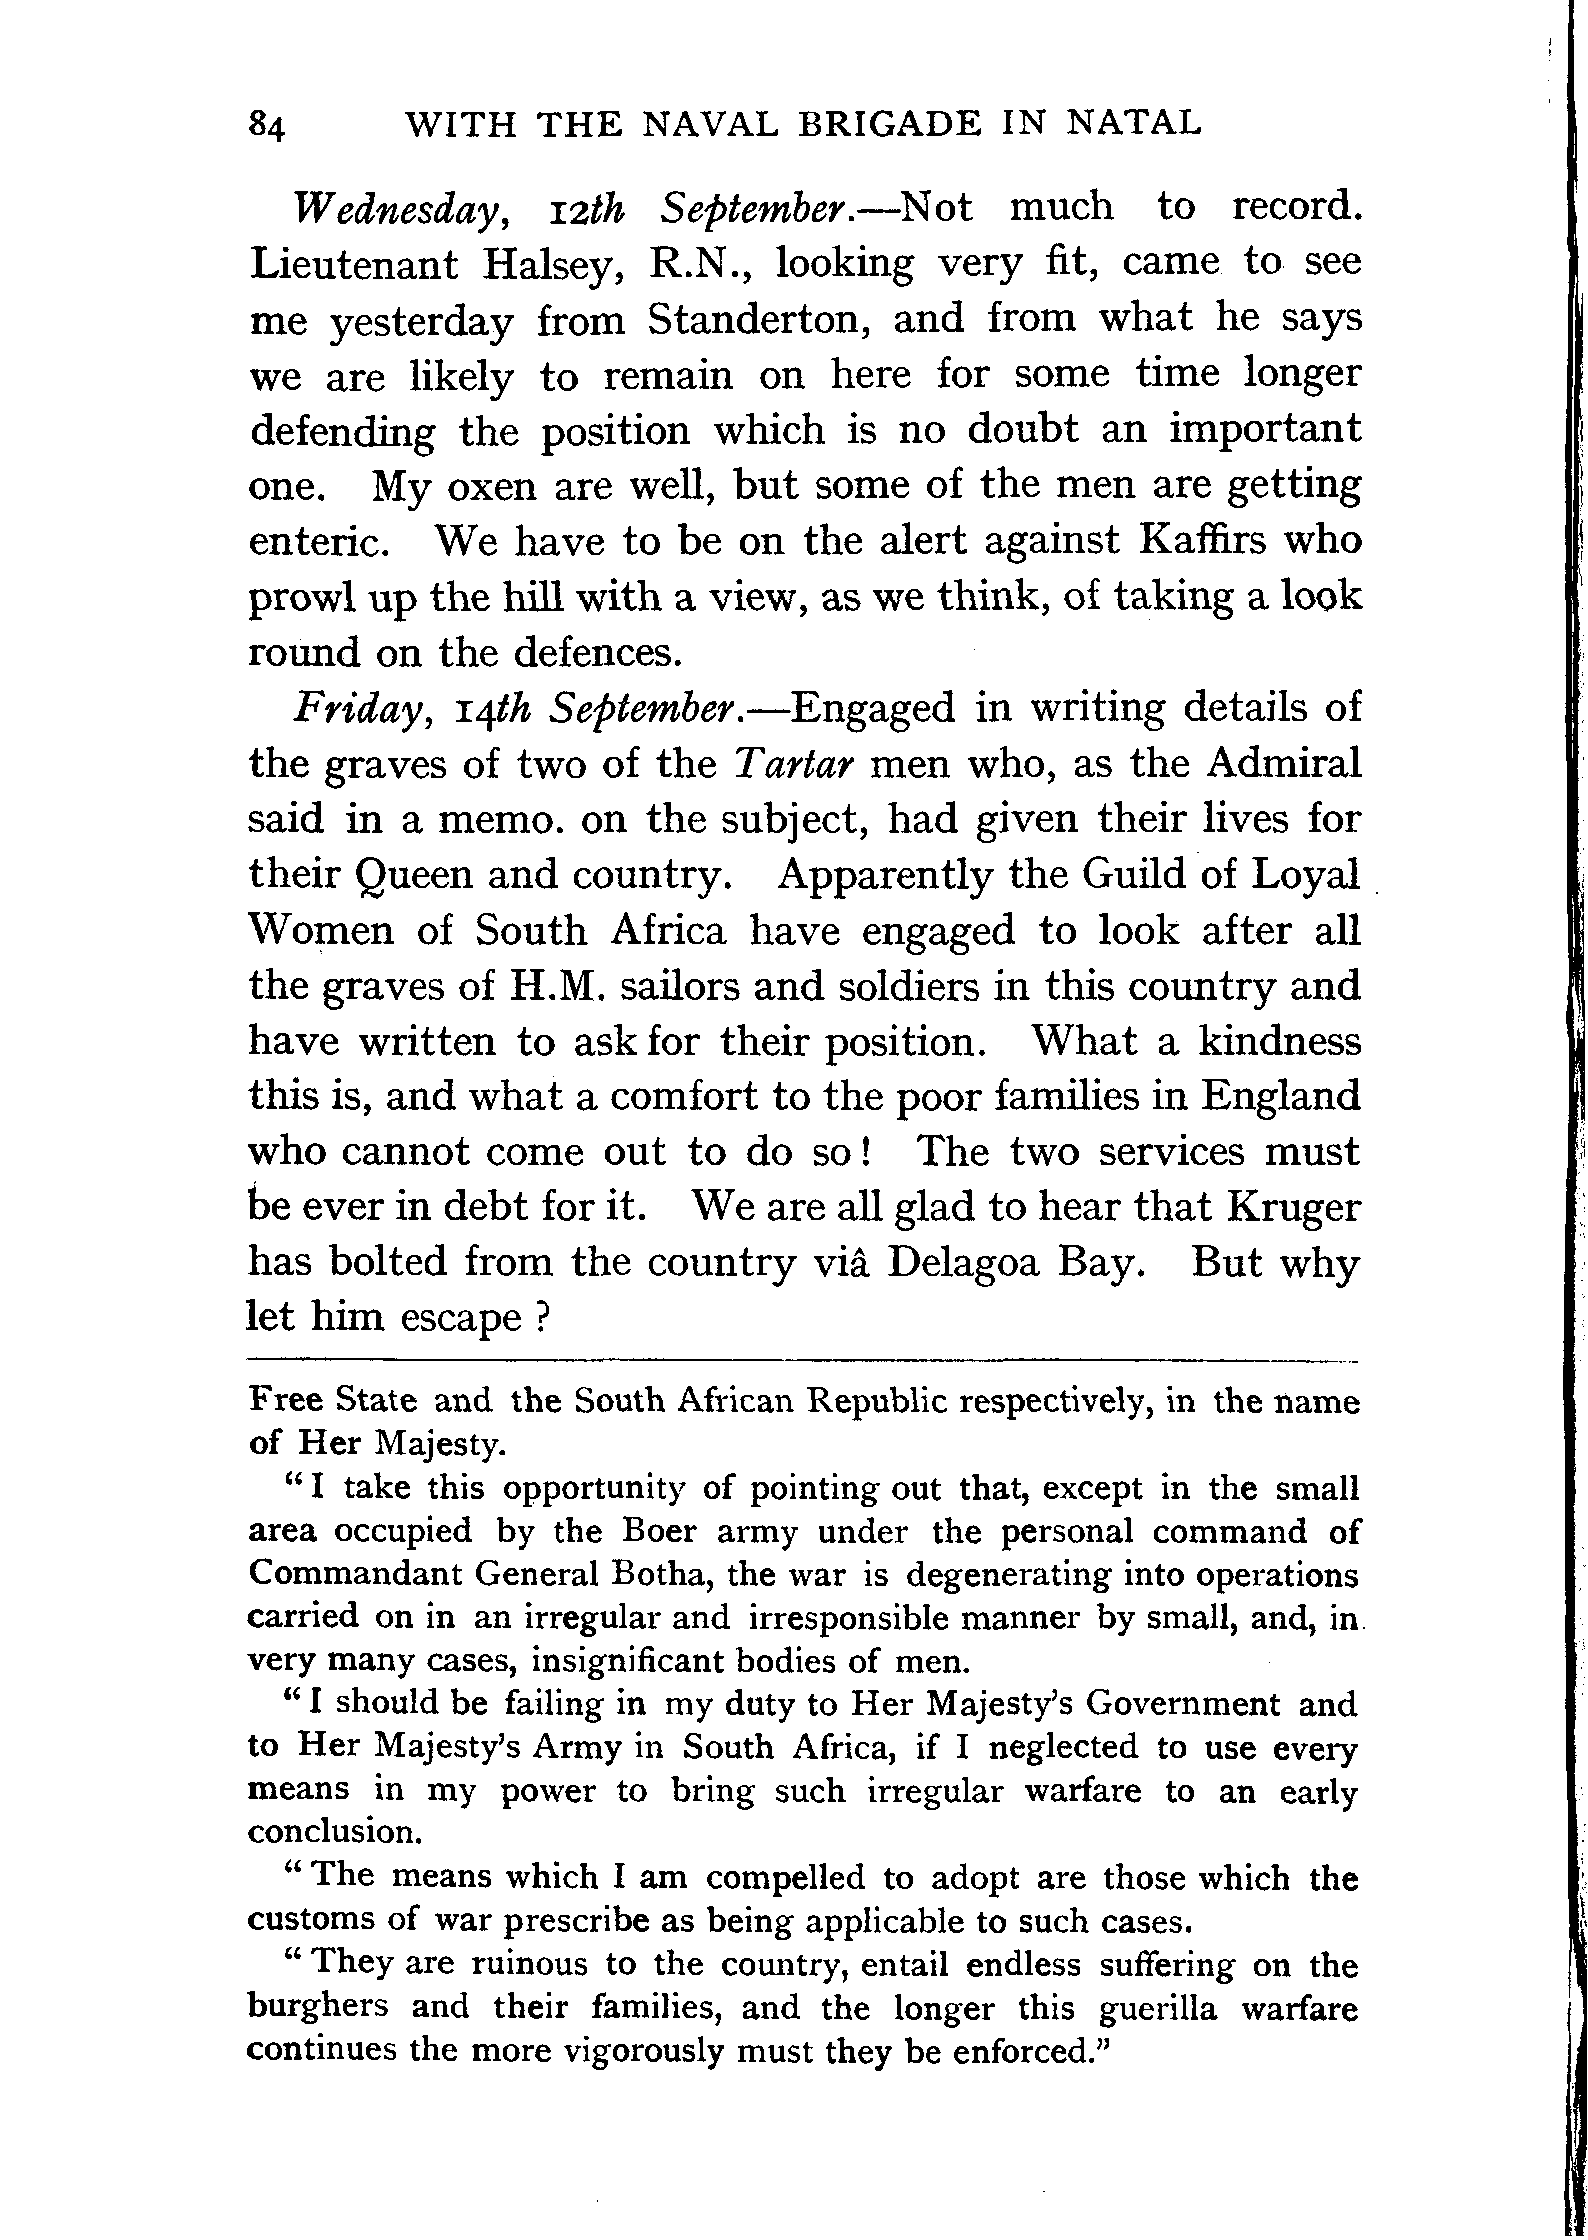 84 WITH THE NAVAL BRIGADE IN NATAL
Wednesday, 12th September.—Not much to record.
Lieutenant Halsey, R.N., looking very fit, came to see
me yesterday from Standerton, and from what he says
we are likely to remain on here for some time longer
defending the position which is no doubt an important
one. My oxen are well, but some of the men are getting
enteric. We have to be on the alert against Kaffirs who
prowl up the hill with a view, as we think, of taking a look
round on the defences.
Friday, 14th September.—Engaged in writing details of
the graves of two of the Tartar men who, as the Admiral
said in a memo. on the subject, had given their lives for
their Queen and country. Apparently the Guild of Loyal
Women of South Africa have engaged to look after all
the graves of H.M. sailors and soldiers in this country and
have written to ask for their position. What a kindness
this is, and what a comfort to the poor families in England
who cannot come out to do so! The two services must
be ever in debt for it. We are all glad to hear that Kruger
has bolted from the country viâ Delagoa Bay. But why
let him escape ?
Free State and the South African Republic respectively, in the name
of Her Majesty.
"I take this opportunity of pointing out that, except in the small
area occupied by the Boer army under the personal command of
Commandant General Botha, the war is degenerating into operations
carried on in an irregular and irresponsible manner by small, and, in
very many cases, insignificant bodies of men.
"I should be failing in my duty to Her Majesty's Government and
to Her Majesty's Army in South Africa, if I neglected to use every
means in my power to bring such irregular warfare to an early
conclusion.
"The means which I am compelled to adopt are those which the
customs of war prescribe as being applicable to such cases.
"They are ruinous to the country, entail endless suffering on the
burghers and their families, and the longer this guerilla warfare
continues the more vigorously must they be enforced."